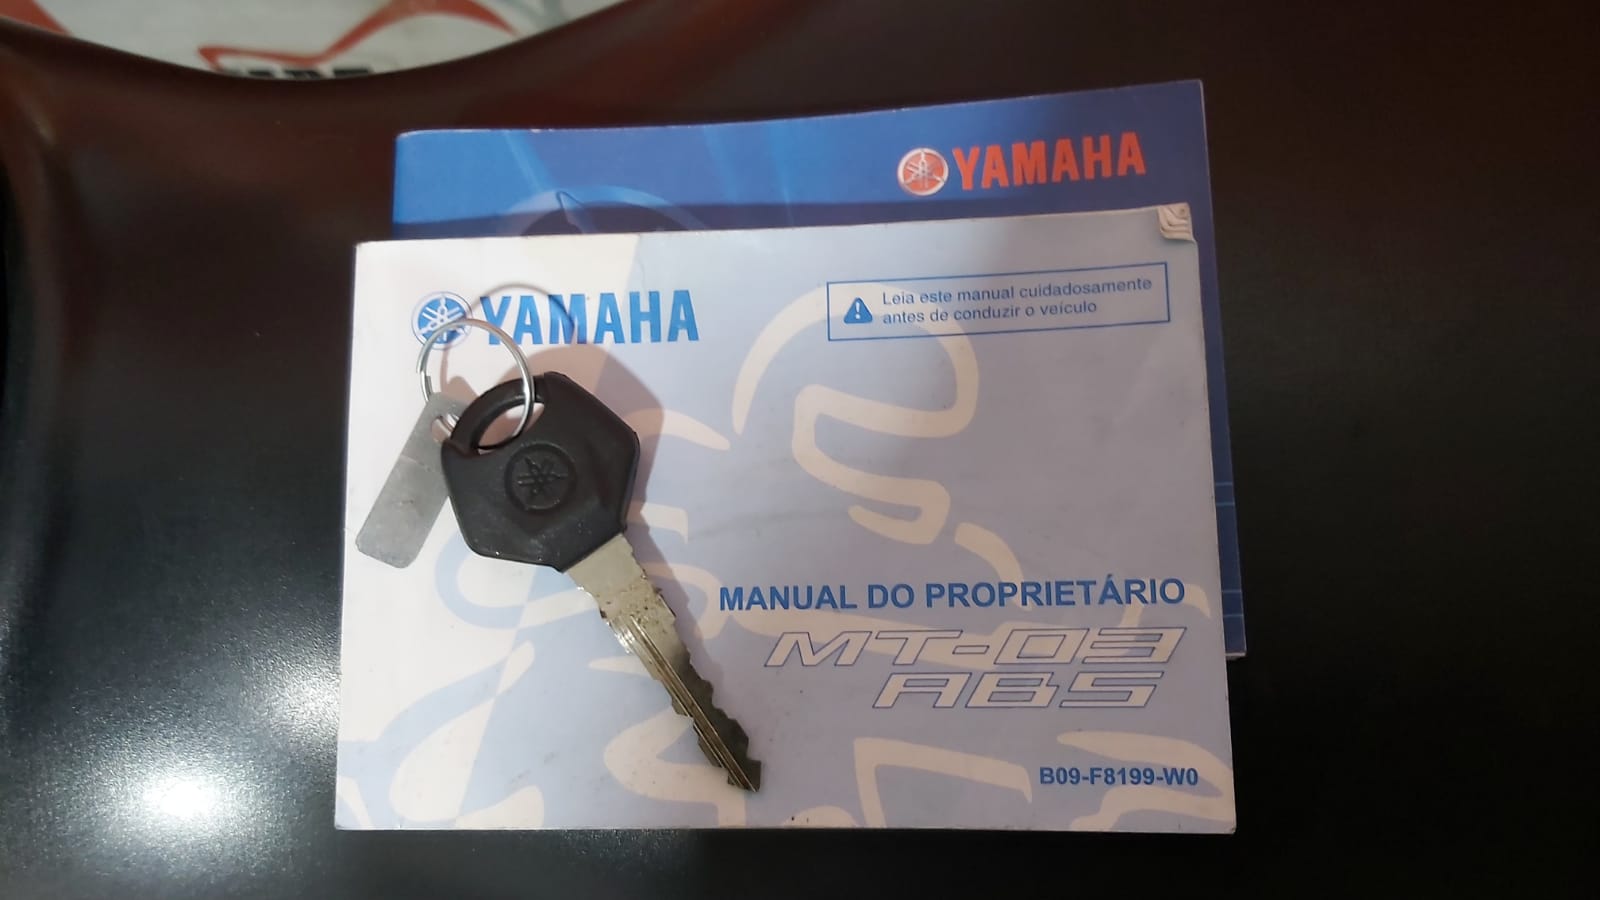 YAMAHA
YAMAHA
Leia este manual cuidadosamente
antes de conduzir o veículo
MANUAL DO PROPRIETÁRIO
MT-03
ABS
B09-F8199-W0